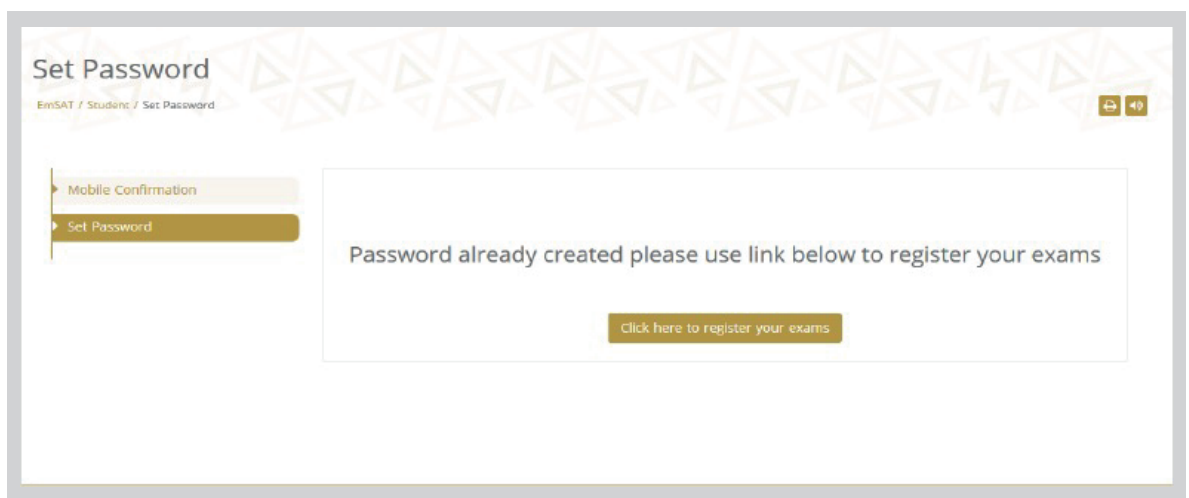 Set Password
EmSAT / Student / Set Password
Mobile Confirmation
Set Password
Password already created please use link below to register your exams
Click here to register your exams